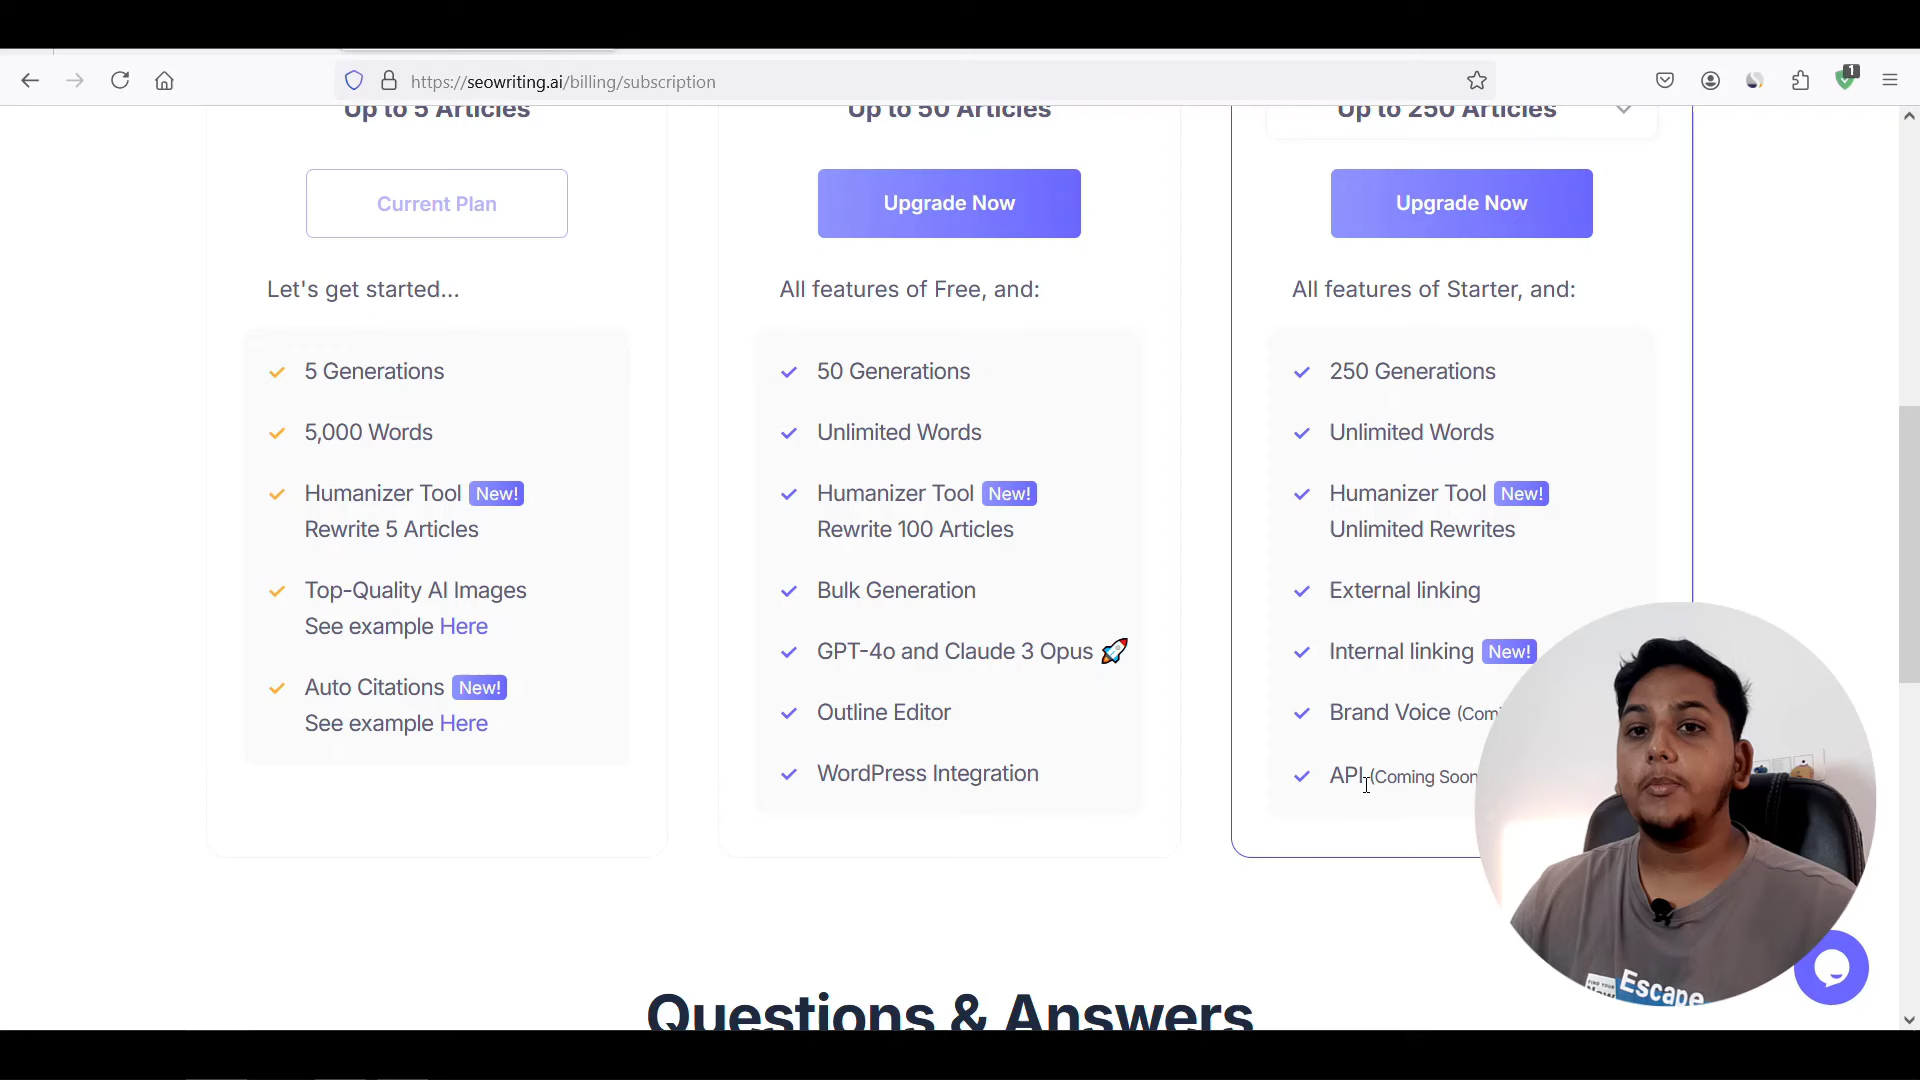 https://seowriting.ai/billing/subscription
1
Up to 5 Articles
Up to 50 Articles
Up to 250 Articles
Current Plan
Upgrade Now
Upgrade Now
Let's get started...
All features of Free, and:
All features of Starter, and:
5 Generations
5,000 Words
Humanizer Tool New!
Rewrite 5 Articles
Top-Quality AI Images
See example Here
Auto Citations New!
See example Here
50 Generations
Unlimited Words
Humanizer Tool New!
Rewrite 100 Articles
Bulk Generation
GPT-4o and Claude 3 Opus 🚀
Outline Editor
WordPress Integration
250 Generations
Unlimited Words
Humanizer Tool New!
Unlimited Rewrites
External linking
Internal linking New!
Brand Voice
API (Coming Soon
Questions & Answers
Escape